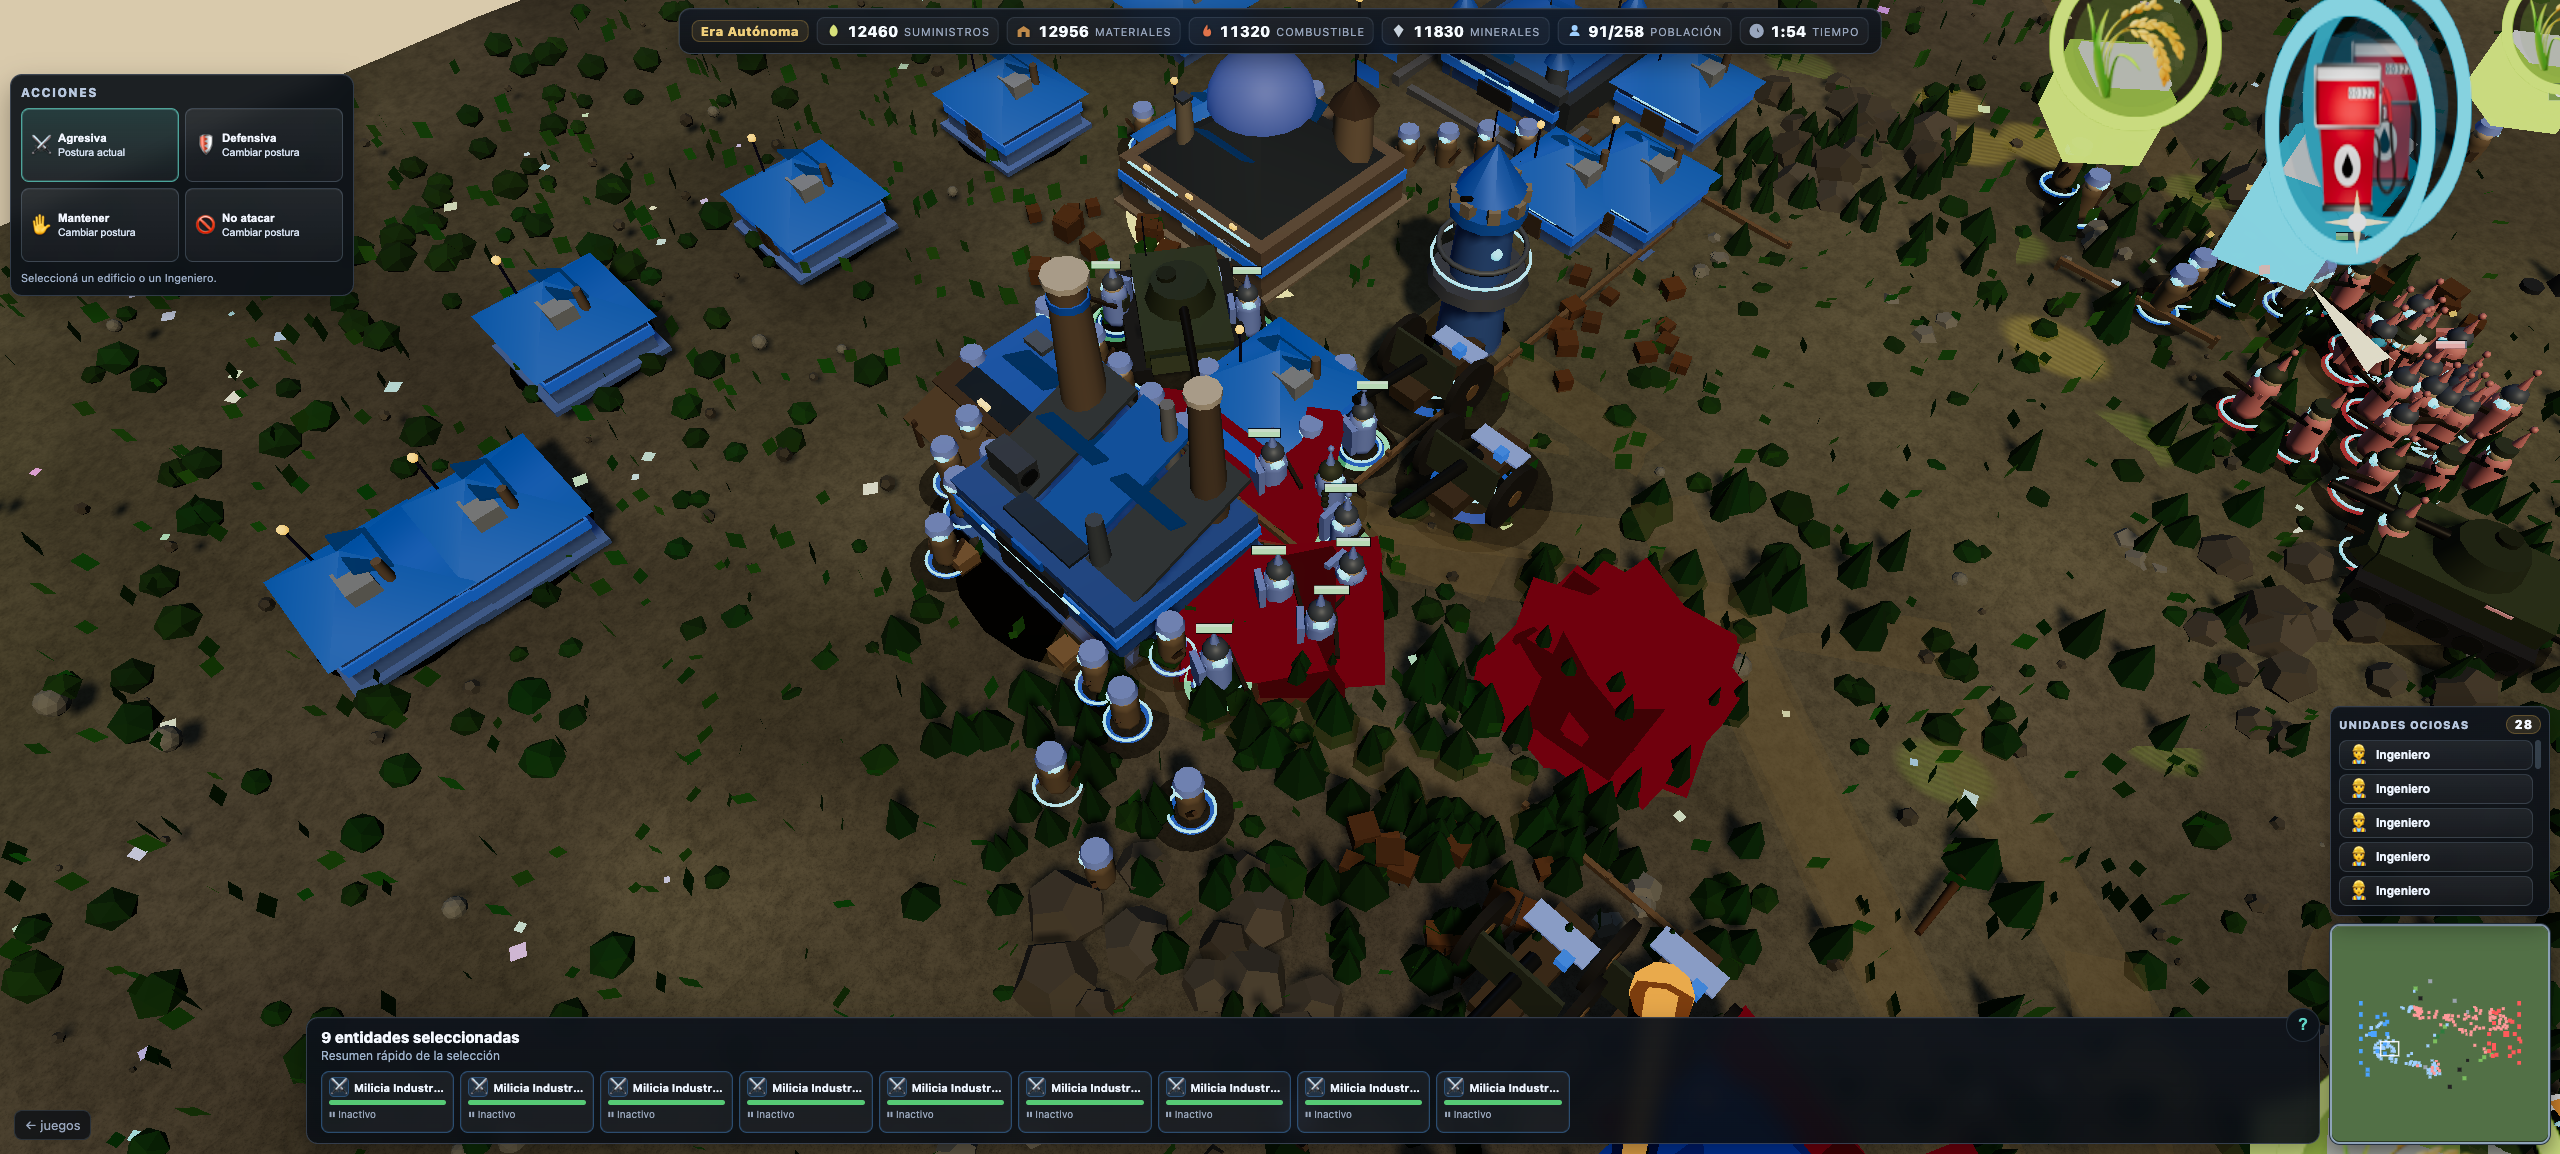 Era Autónoma
12460 SUMINISTROS
12956 MATERIALES
11320 COMBUSTIBLE
11830 MINERALES
91/258 POBLACIÓN
1:54 TIEMPO
ACCIONES
Agresiva
Postura actual
Defensiva
Cambiar postura
Mantener
Cambiar postura
No atacar
Cambiar postura
Seleccioná un edificio o un Ingeniero.
UNIDADES OCIOSAS 28
Ingeniero
Ingeniero
Ingeniero
Ingeniero
Ingeniero
9 entidades seleccionadas
Resumen rápido de la selección
?
Milicia Industr...
Inactivo
Milicia Industr...
Inactivo
Milicia Industr...
Inactivo
Milicia Industr...
Inactivo
Milicia Industr...
Inactivo
Milicia Industr...
Inactivo
Milicia Industr...
Inactivo
Milicia Industr...
Inactivo
Milicia Industr...
Inactivo
← juegos